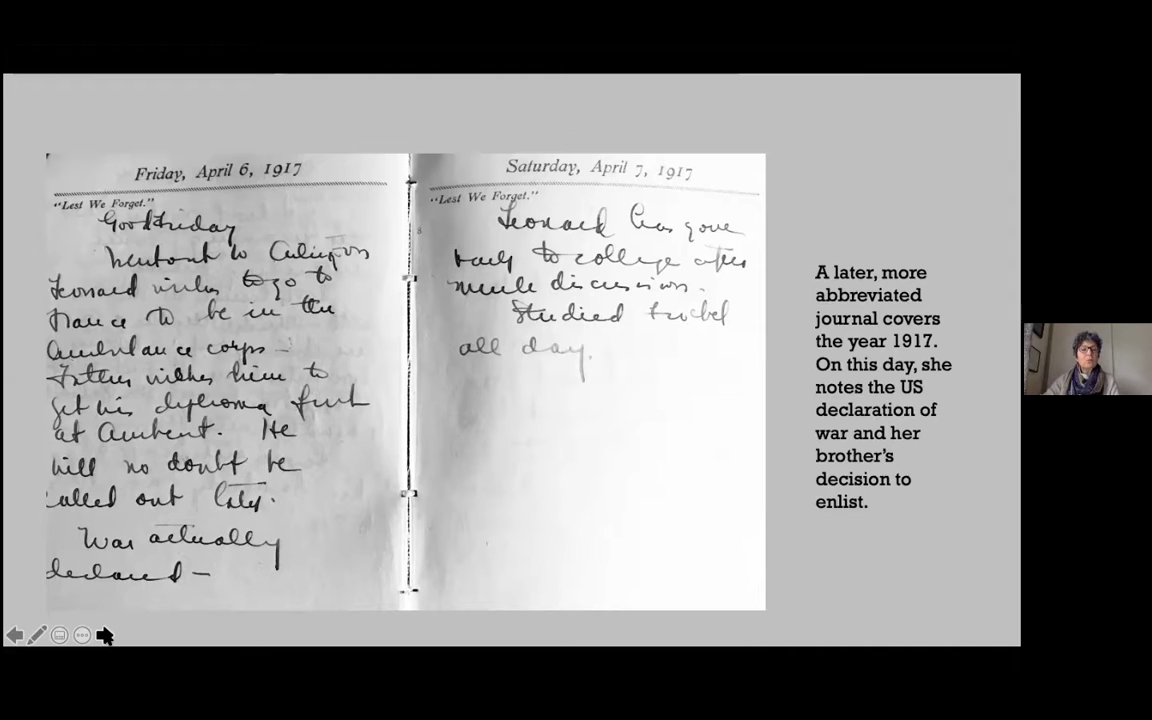 Friday, April 6, 1917
"Lest We Forget."
Good Friday
Went out to Arlington
Leonard wishes to go to
France to be in the
Ambulance corps –
Father wishes him to
get his diploma first
at Amherst. He
will no doubt be
called out later.
War actually
declared –
Saturday, April 7, 1917
"Lest We Forget."
Leonard has gone
back to college after
much discussion.
Studied
all day.
A later, more
abbreviated
journal covers
the year 1917.
On this day, she
notes the US
declaration of
war and her
brother's
decision to
enlist.